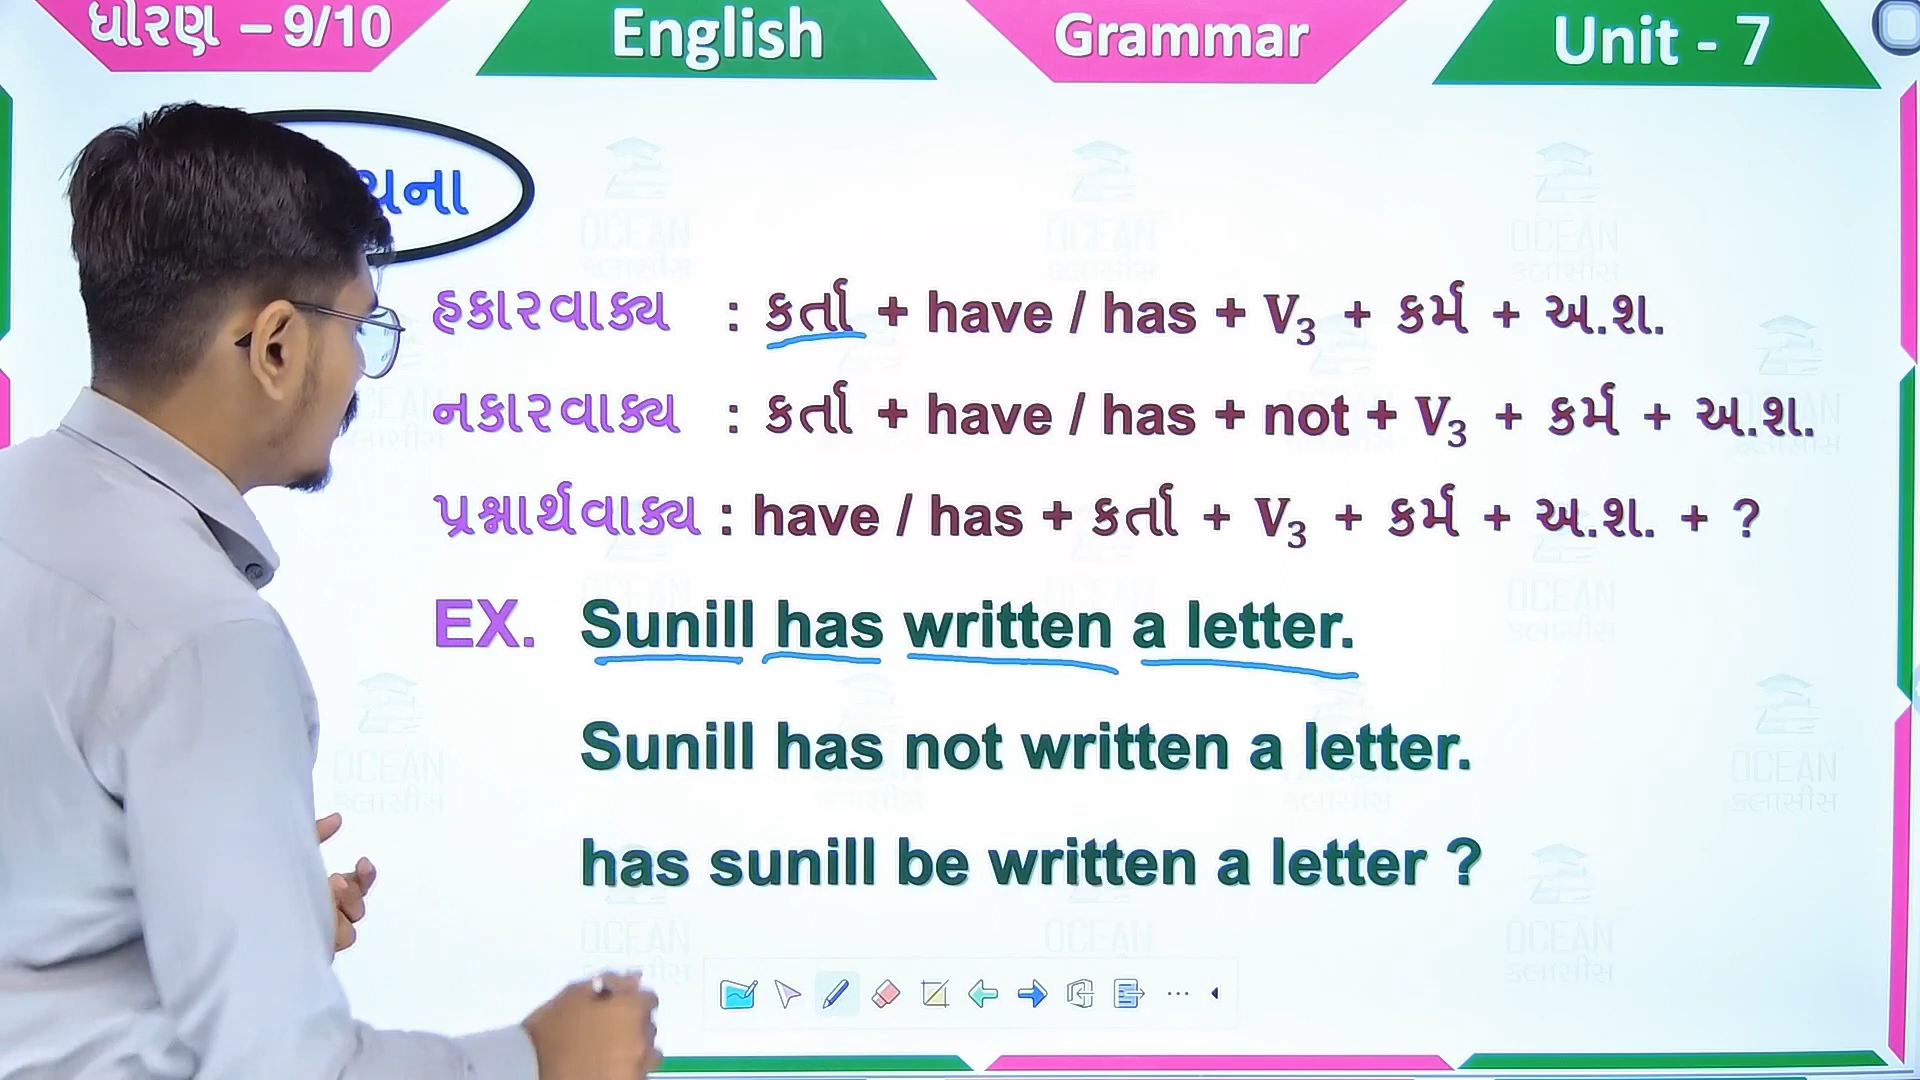 ધોરણ – 9/10
English
Grammar
Unit - 7
હકારવાક્ય : કર્તા + have / has + V₃ + કર્મ + અ.શ.
નકારવાક્ય : કર્તા + have / has + not + V₃ + કર્મ + અ.શ.
પ્રશ્નાર્થવાક્ય : have / has + કર્તા + V₃ + કર્મ + અ.શ. + ?
EX. Sunill has written a letter.
Sunill has not written a letter.
has sunill be written a letter ?
OCEAN
ક્લાસીસ